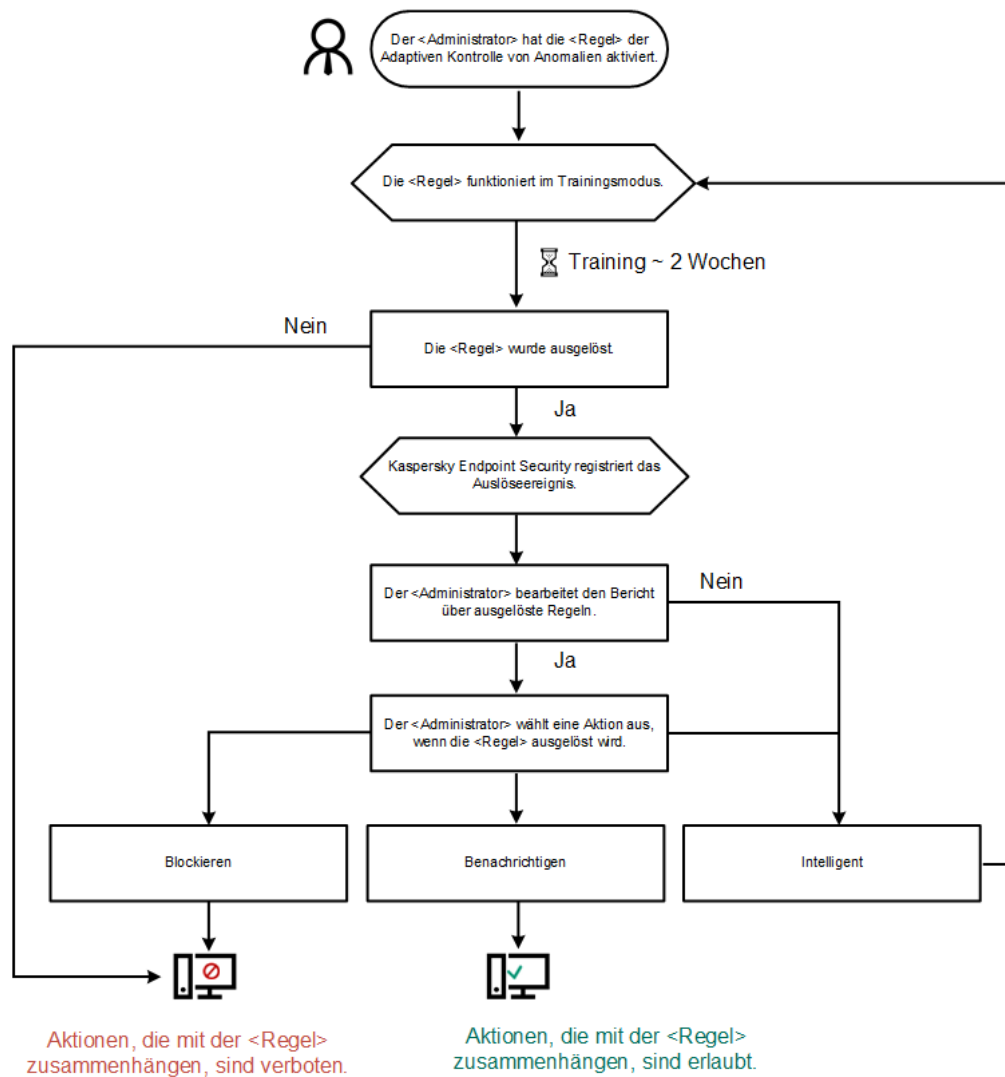 Der <Administrator> hat die <Regel> der
Adaptiven Kontrolle von Anomalien aktiviert.
Die <Regel> funktioniert im Trainingsmodus.
Training ~ 2 Wochen
Nein
Die <Regel> wurde ausgelöst.
Ja
Kaspersky Endpoint Security registriert das
Auslöseereignis.
Nein
Der <Administrator> bearbeitet den Bericht
über ausgelöste Regeln.
Ja
Der <Administrator> wählt eine Aktion aus,
wenn die <Regel> ausgelöst wird.
Blockieren
Benachrichtigen
Intelligent
Aktionen, die mit der <Regel>
zusammenhängen, sind verboten.
Aktionen, die mit der <Regel>
zusammenhängen, sind erlaubt.